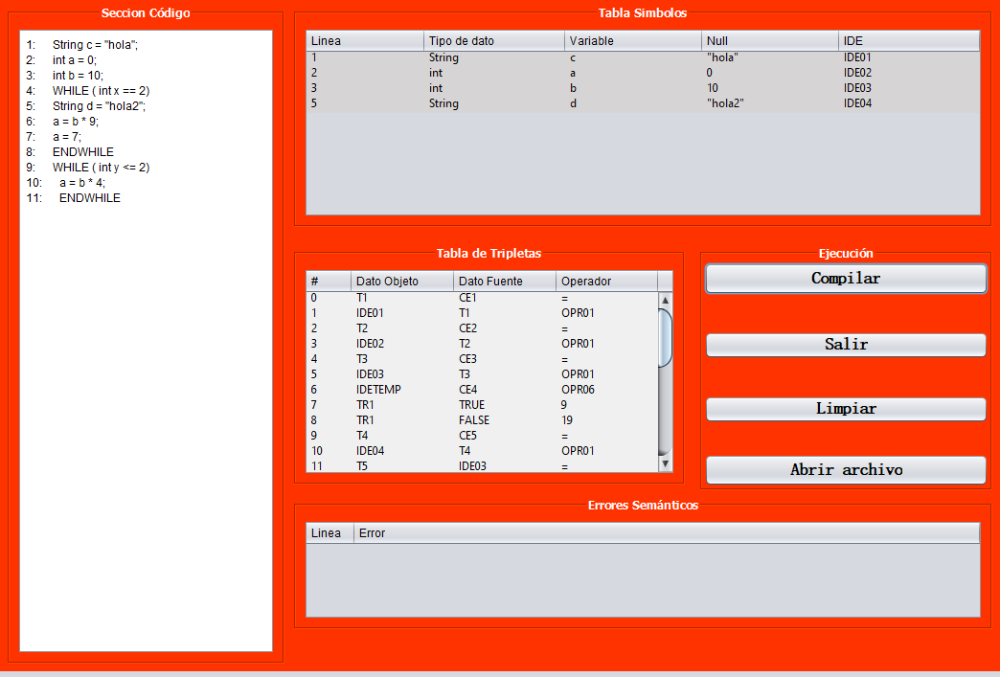 Seccion Código
1: String c = "hola";
2: int a = 0;
3: int b = 10;
4: WHILE ( int x == 2)
5: String d = "hola2";
6: a = b * 9;
7: a = 7;
8: ENDWHILE
9: WHILE ( int y <= 2)
10: a = b * 4;
11: ENDWHILE
Tabla Simbolos
Linea Tipo de dato Variable Null IDE
1 String c "hola" IDE01
2 int a 0 IDE02
3 int b 10 IDE03
5 String d "hola2" IDE04
Tabla de Tripletas
# Dato Objeto Dato Fuente Operador
0 T1 CE1 =
1 IDE01 T1 OPR01
2 T2 CE2 =
3 IDE02 T2 OPR01
4 T3 CE3 =
5 IDE03 T3 OPR01
6 IDETEMP CE4 OPR06
7 TR1 TRUE 9
8 TR1 FALSE 19
9 T4 CE5 =
10 IDE04 T4 OPR01
11 T5 IDE03 =
Ejecución
Compilar
Salir
Limpiar
Abrir archivo
Errores Semánticos
Linea Error